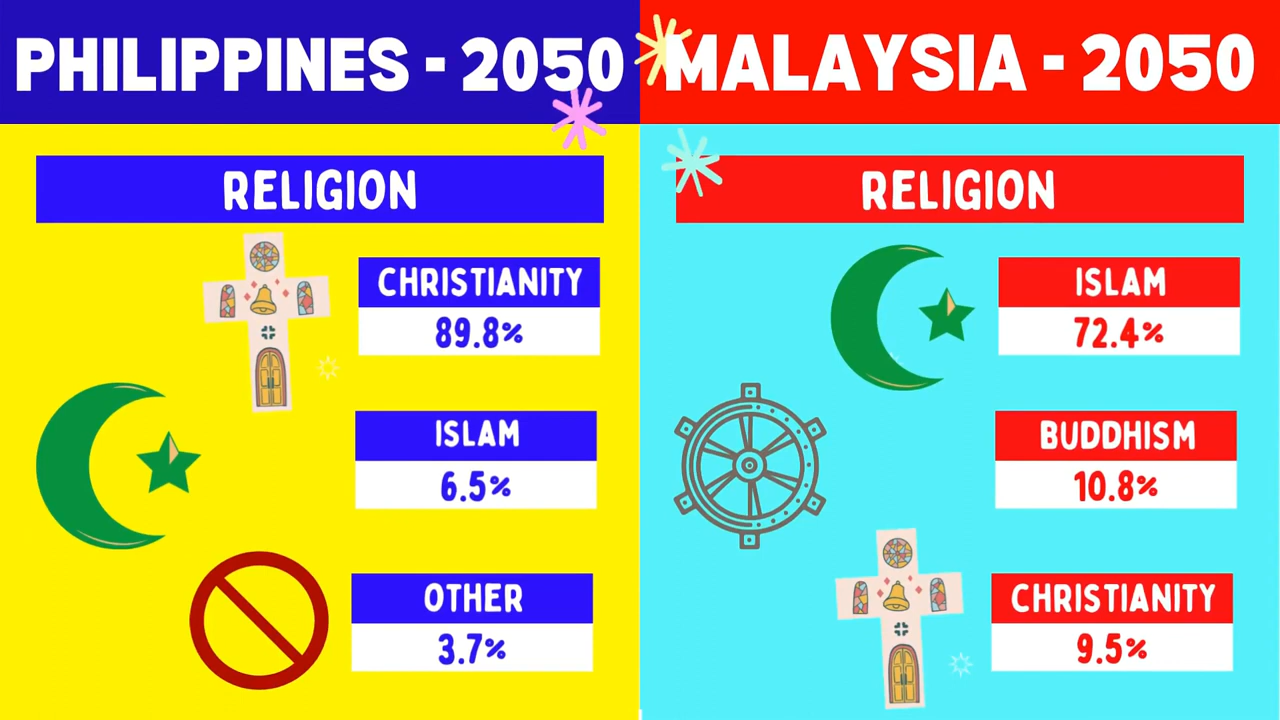 PHILIPPINES - 2050
RELIGION
CHRISTIANITY
89.8%
ISLAM
6.5%
OTHER
3.7%
MALAYSIA - 2050
RELIGION
ISLAM
72.4%
BUDDHISM
10.8%
CHRISTIANITY
9.5%